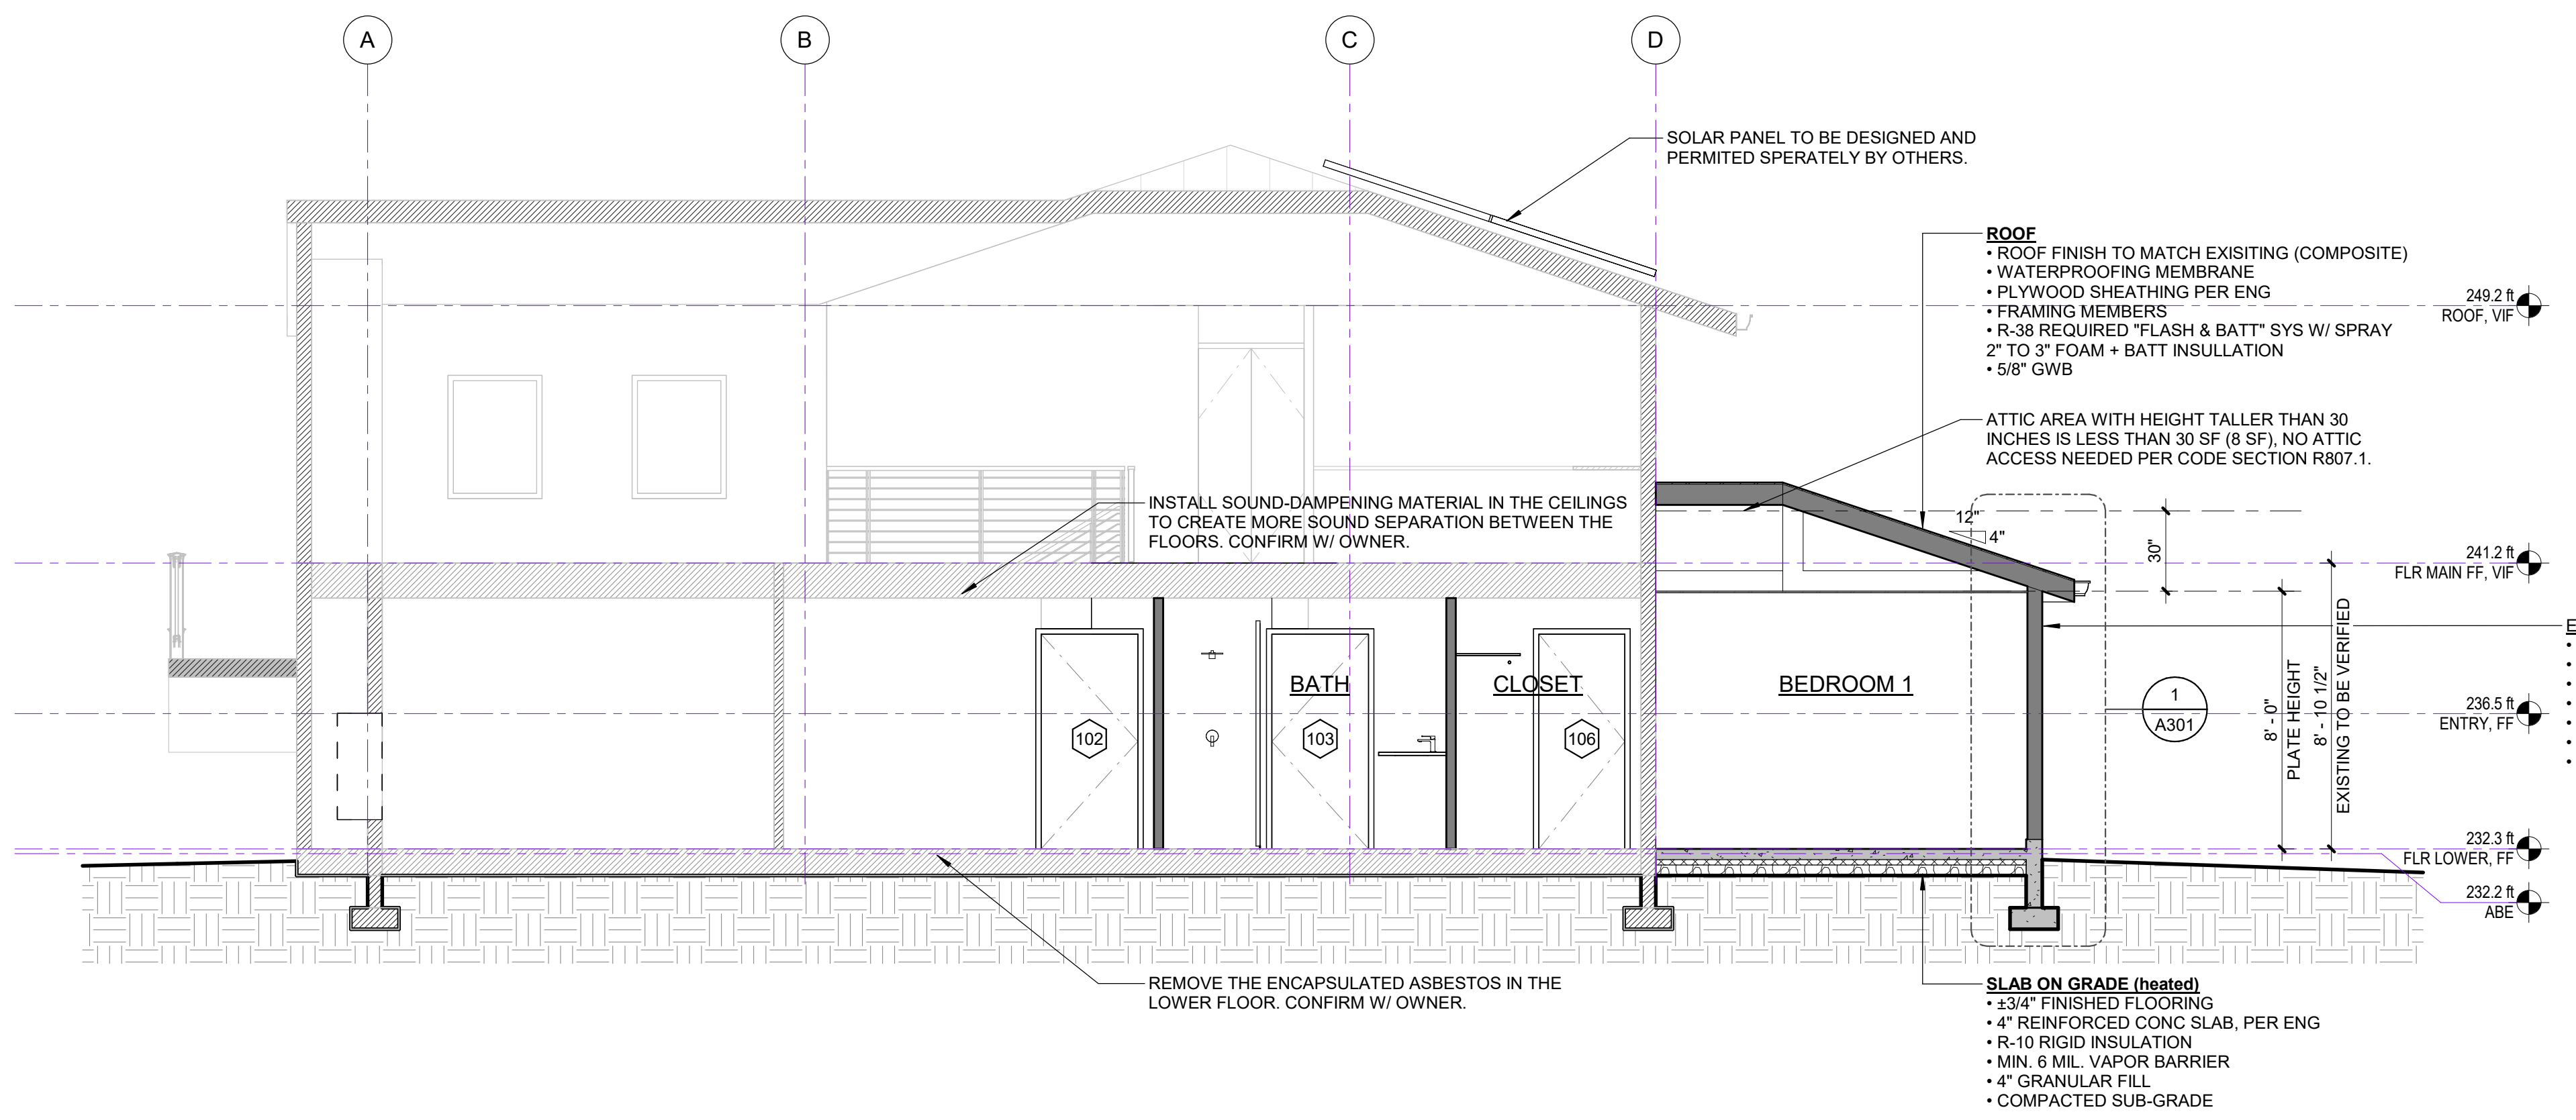 A
B
C
D
SOLAR PANEL TO BE DESIGNED AND
PERMITED SPERATELY BY OTHERS.
ROOF
• ROOF FINISH TO MATCH EXISITING (COMPOSITE)
• WATERPROOFING MEMBRANE
• PLYWOOD SHEATHING PER ENG
• FRAMING MEMBERS
• R-38 REQUIRED "FLASH & BATT" SYS W/ SPRAY
2" TO 3" FOAM + BATT INSULLATION
• 5/8" GWB
249.2 ft
ROOF, VIF
ATTIC AREA WITH HEIGHT TALLER THAN 30
INCHES IS LESS THAN 30 SF (8 SF), NO ATTIC
ACCESS NEEDED PER CODE SECTION R807.1.
INSTALL SOUND-DAMPENING MATERIAL IN THE CEILINGS
TO CREATE MORE SOUND SEPARATION BETWEEN THE
FLOORS. CONFIRM W/ OWNER.
12"
4"
30"
241.2 ft
FLR MAIN FF, VIF
E
•
•
•
•
•
•
•
BATH
CLOSET
BEDROOM 1
102
103
106
1
A301
8' - 0"
PLATE HEIGHT
8' - 10 1/2"
EXISTING TO BE VERIFIED
236.5 ft
ENTRY, FF
232.3 ft
FLR LOWER, FF
232.2 ft
ABE
REMOVE THE ENCAPSULATED ASBESTOS IN THE
LOWER FLOOR. CONFIRM W/ OWNER.
SLAB ON GRADE (heated)
• ±3/4" FINISHED FLOORING
• 4" REINFORCED CONC SLAB, PER ENG
• R-10 RIGID INSULATION
• MIN. 6 MIL. VAPOR BARRIER
• 4" GRANULAR FILL
• COMPACTED SUB-GRADE